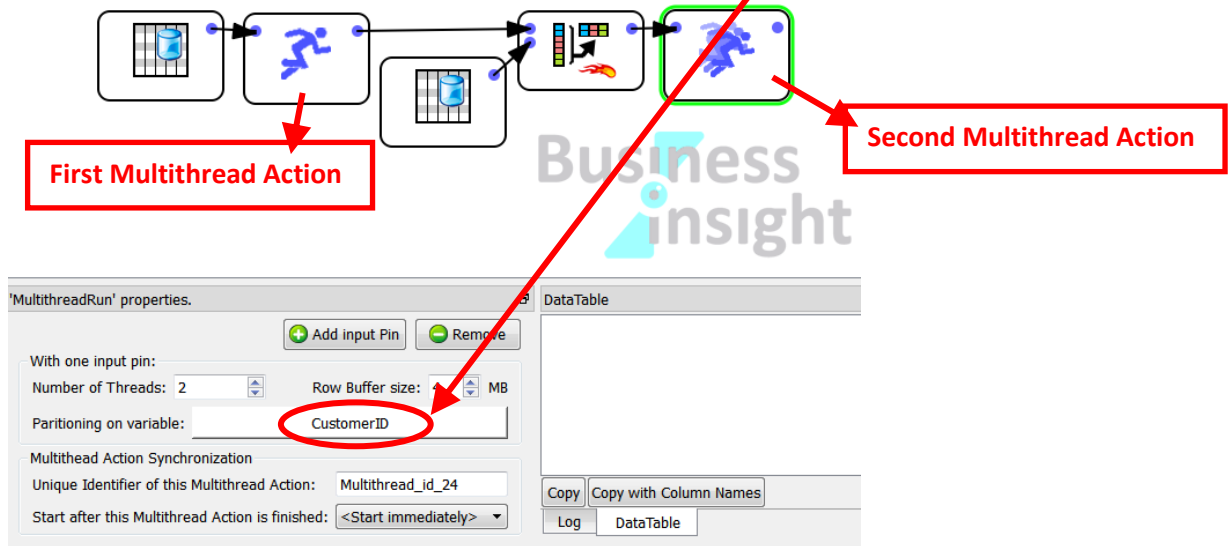 First Multithread Action
Second Multithread Action
Business
insight
'MultithreadRun' properties.
Add input Pin
Remove
With one input pin:
Number of Threads: 2
Row Buffer size:
MB
Paritioning on variable:
CustomerID
Multithead Action Synchronization
Unique Identifier of this Multithread Action: Multithread_id_24
Start after this Multithread Action is finished: <Start immediately>
DataTable
Copy
Copy with Column Names
Log
DataTable